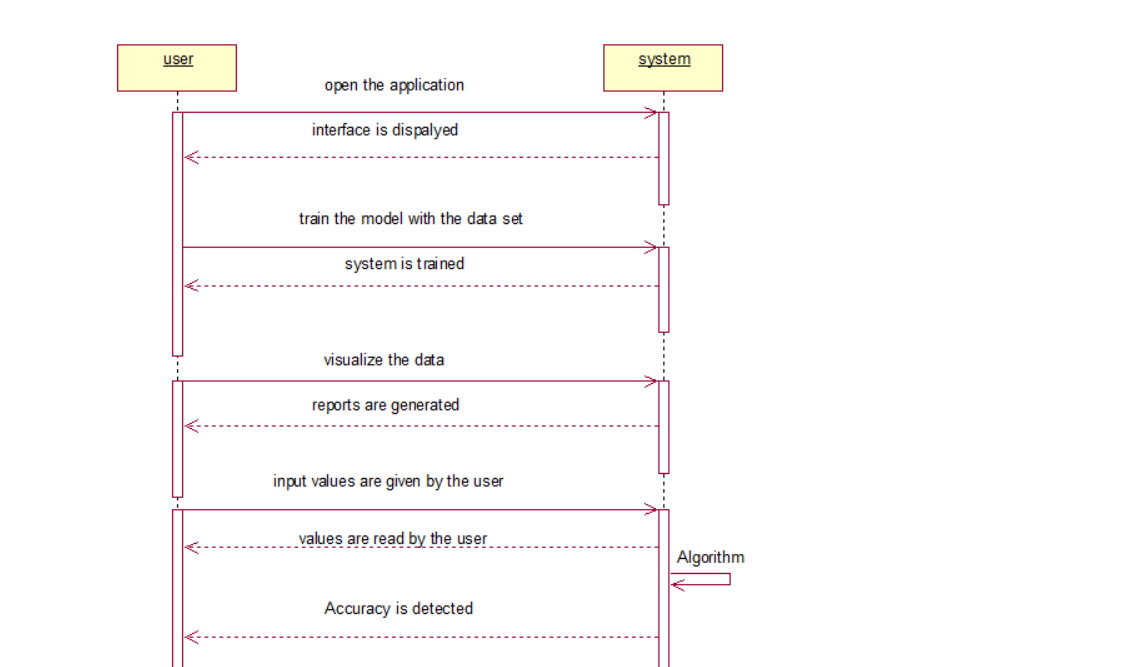 user
system
open the application
interface is dispalyed
train the model with the data set
system is trained
visualize the data
reports are generated
input values are given by the user
values are read by the user
Algorithm
Accuracy is detected